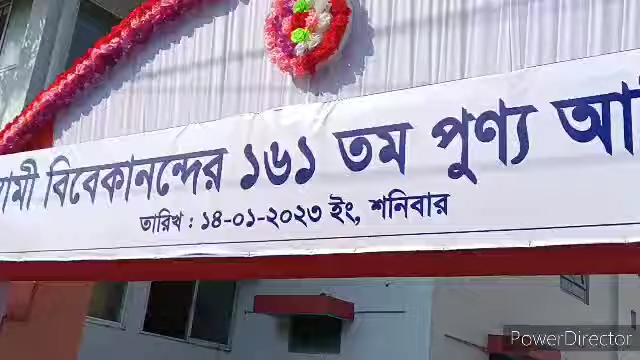 বিবেকানন্দের ১৬১ তম পুণ্য
তারিখ : ১৪-০১-২০২৩ ইং, শনিবার
PowerDirector